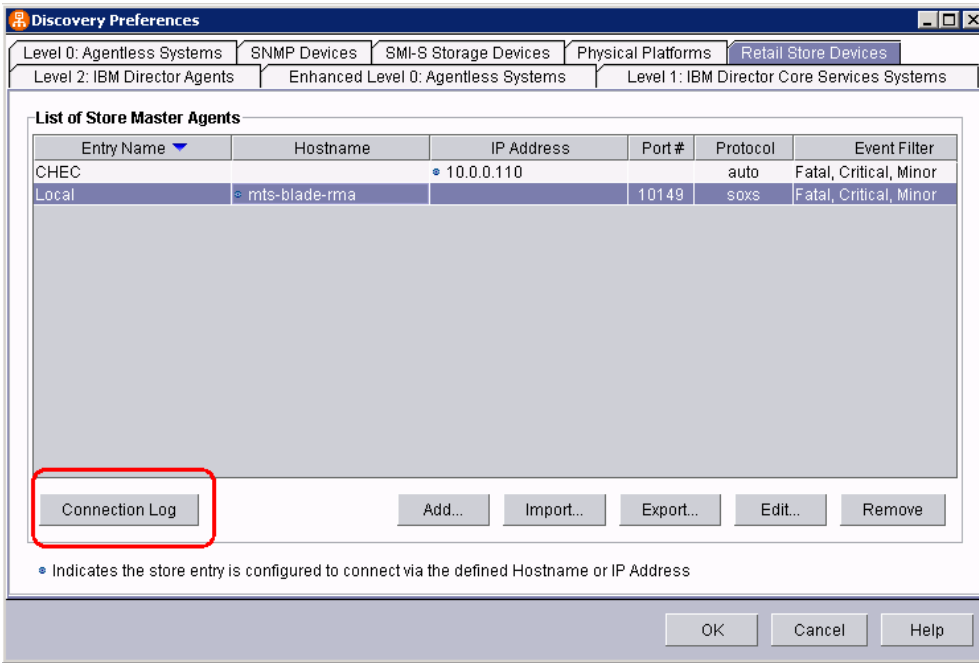 Discovery Preferences
Level 0: Agentless Systems SNMP Devices SMI-S Storage Devices Physical Platforms Retail Store Devices
Level 2: IBM Director Agents Enhanced Level 0: Agentless Systems Level 1: IBM Director Core Services Systems
List of Store Master Agents
Entry Name Hostname IP Address Port # Protocol Event Filter
CHEC 10.0.0.110 auto Fatal, Critical, Minor
Local mts-blade-rma 10149 soxs Fatal, Critical, Minor
Connection Log Add... Import... Export... Edit... Remove
Indicates the store entry is configured to connect via the defined Hostname or IP Address
OK Cancel Help